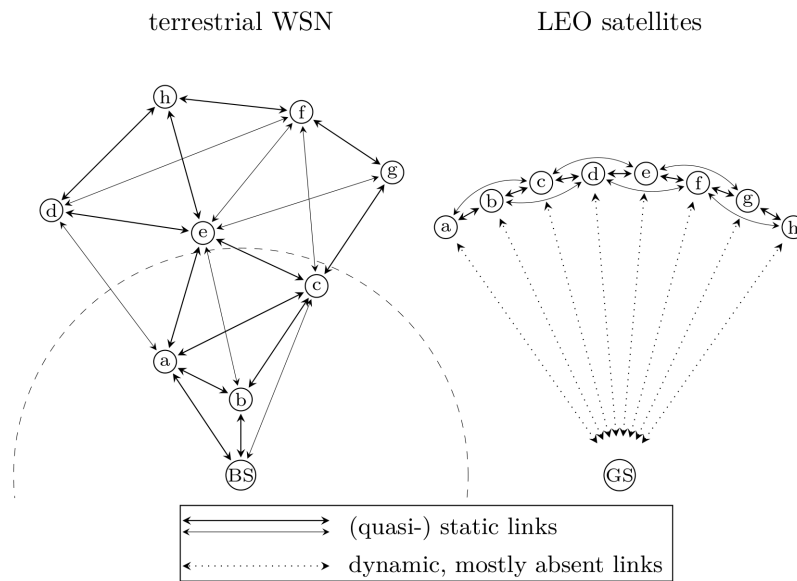 terrestrial WSN
LEO satellites
h
f
g
d
e
c
a
b
BS
a
b
c
d
e
f
g
h
GS
(quasi-) static links
dynamic, mostly absent links